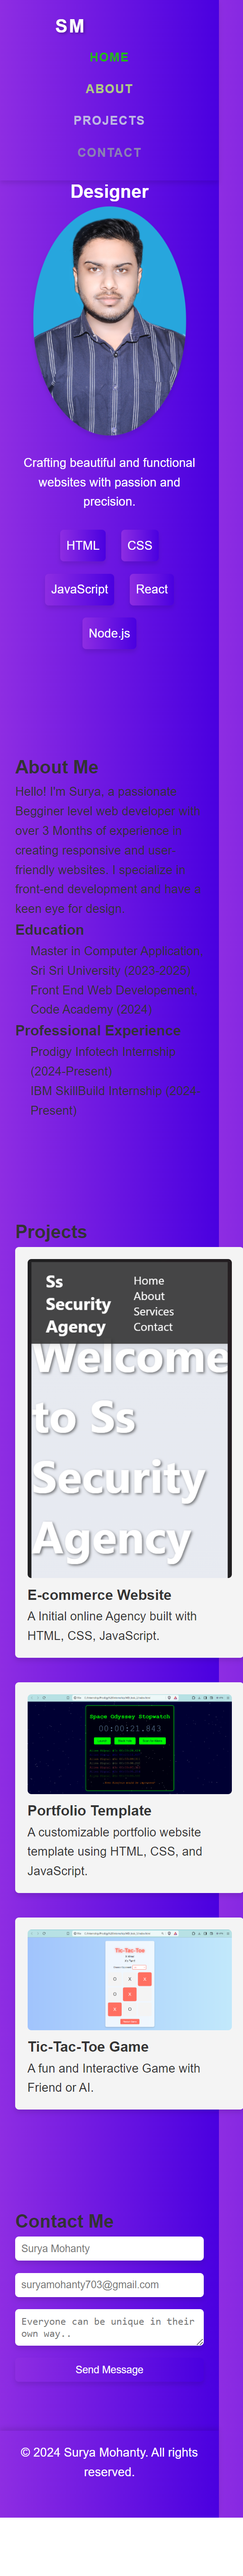 SM
HOME
ABOUT
PROJECTS
CONTACT
Designer
Crafting beautiful and functional
websites with passion and
precision.
HTML
CSS
JavaScript
React
Node.js
About Me
Hello! I'm Surya, a passionate
Begginer level web developer with
over 3 Months of experience in
creating responsive and user-
friendly websites. I specialize in
front-end development and have a
keen eye for design.
Education
Master in Computer Application
Sri Sri University (2023-2025)
Front End Web Developement,
Code Academy (2024)
Professional Experience
Prodigy Infotech Internship
(2024-Present)
IBM SkillBuild Internship (2024-
Present)
Projects
Ss
Security
Agency
Home
About
Services
Contact
Welcome
to Ss
Security
Agency
E-commerce Website
A Initial online Agency built with
HTML, CSS, JavaScript.
Space Odyssey Stopwatch
00:00:21.843
Portfolio Template
A customizable portfolio website
template using HTML, CSS, and
JavaScript.
Tic-Tac-Toe
O X X
O X
X O
Tic-Tac-Toe Game
A fun and Interactive Game with
Friend or AI.
Contact Me
Surya Mohanty
suryamohanty703@gmail.com
Everyone can be unique in their
own way..
Send Message
© 2024 Surya Mohanty. All rights
reserved.